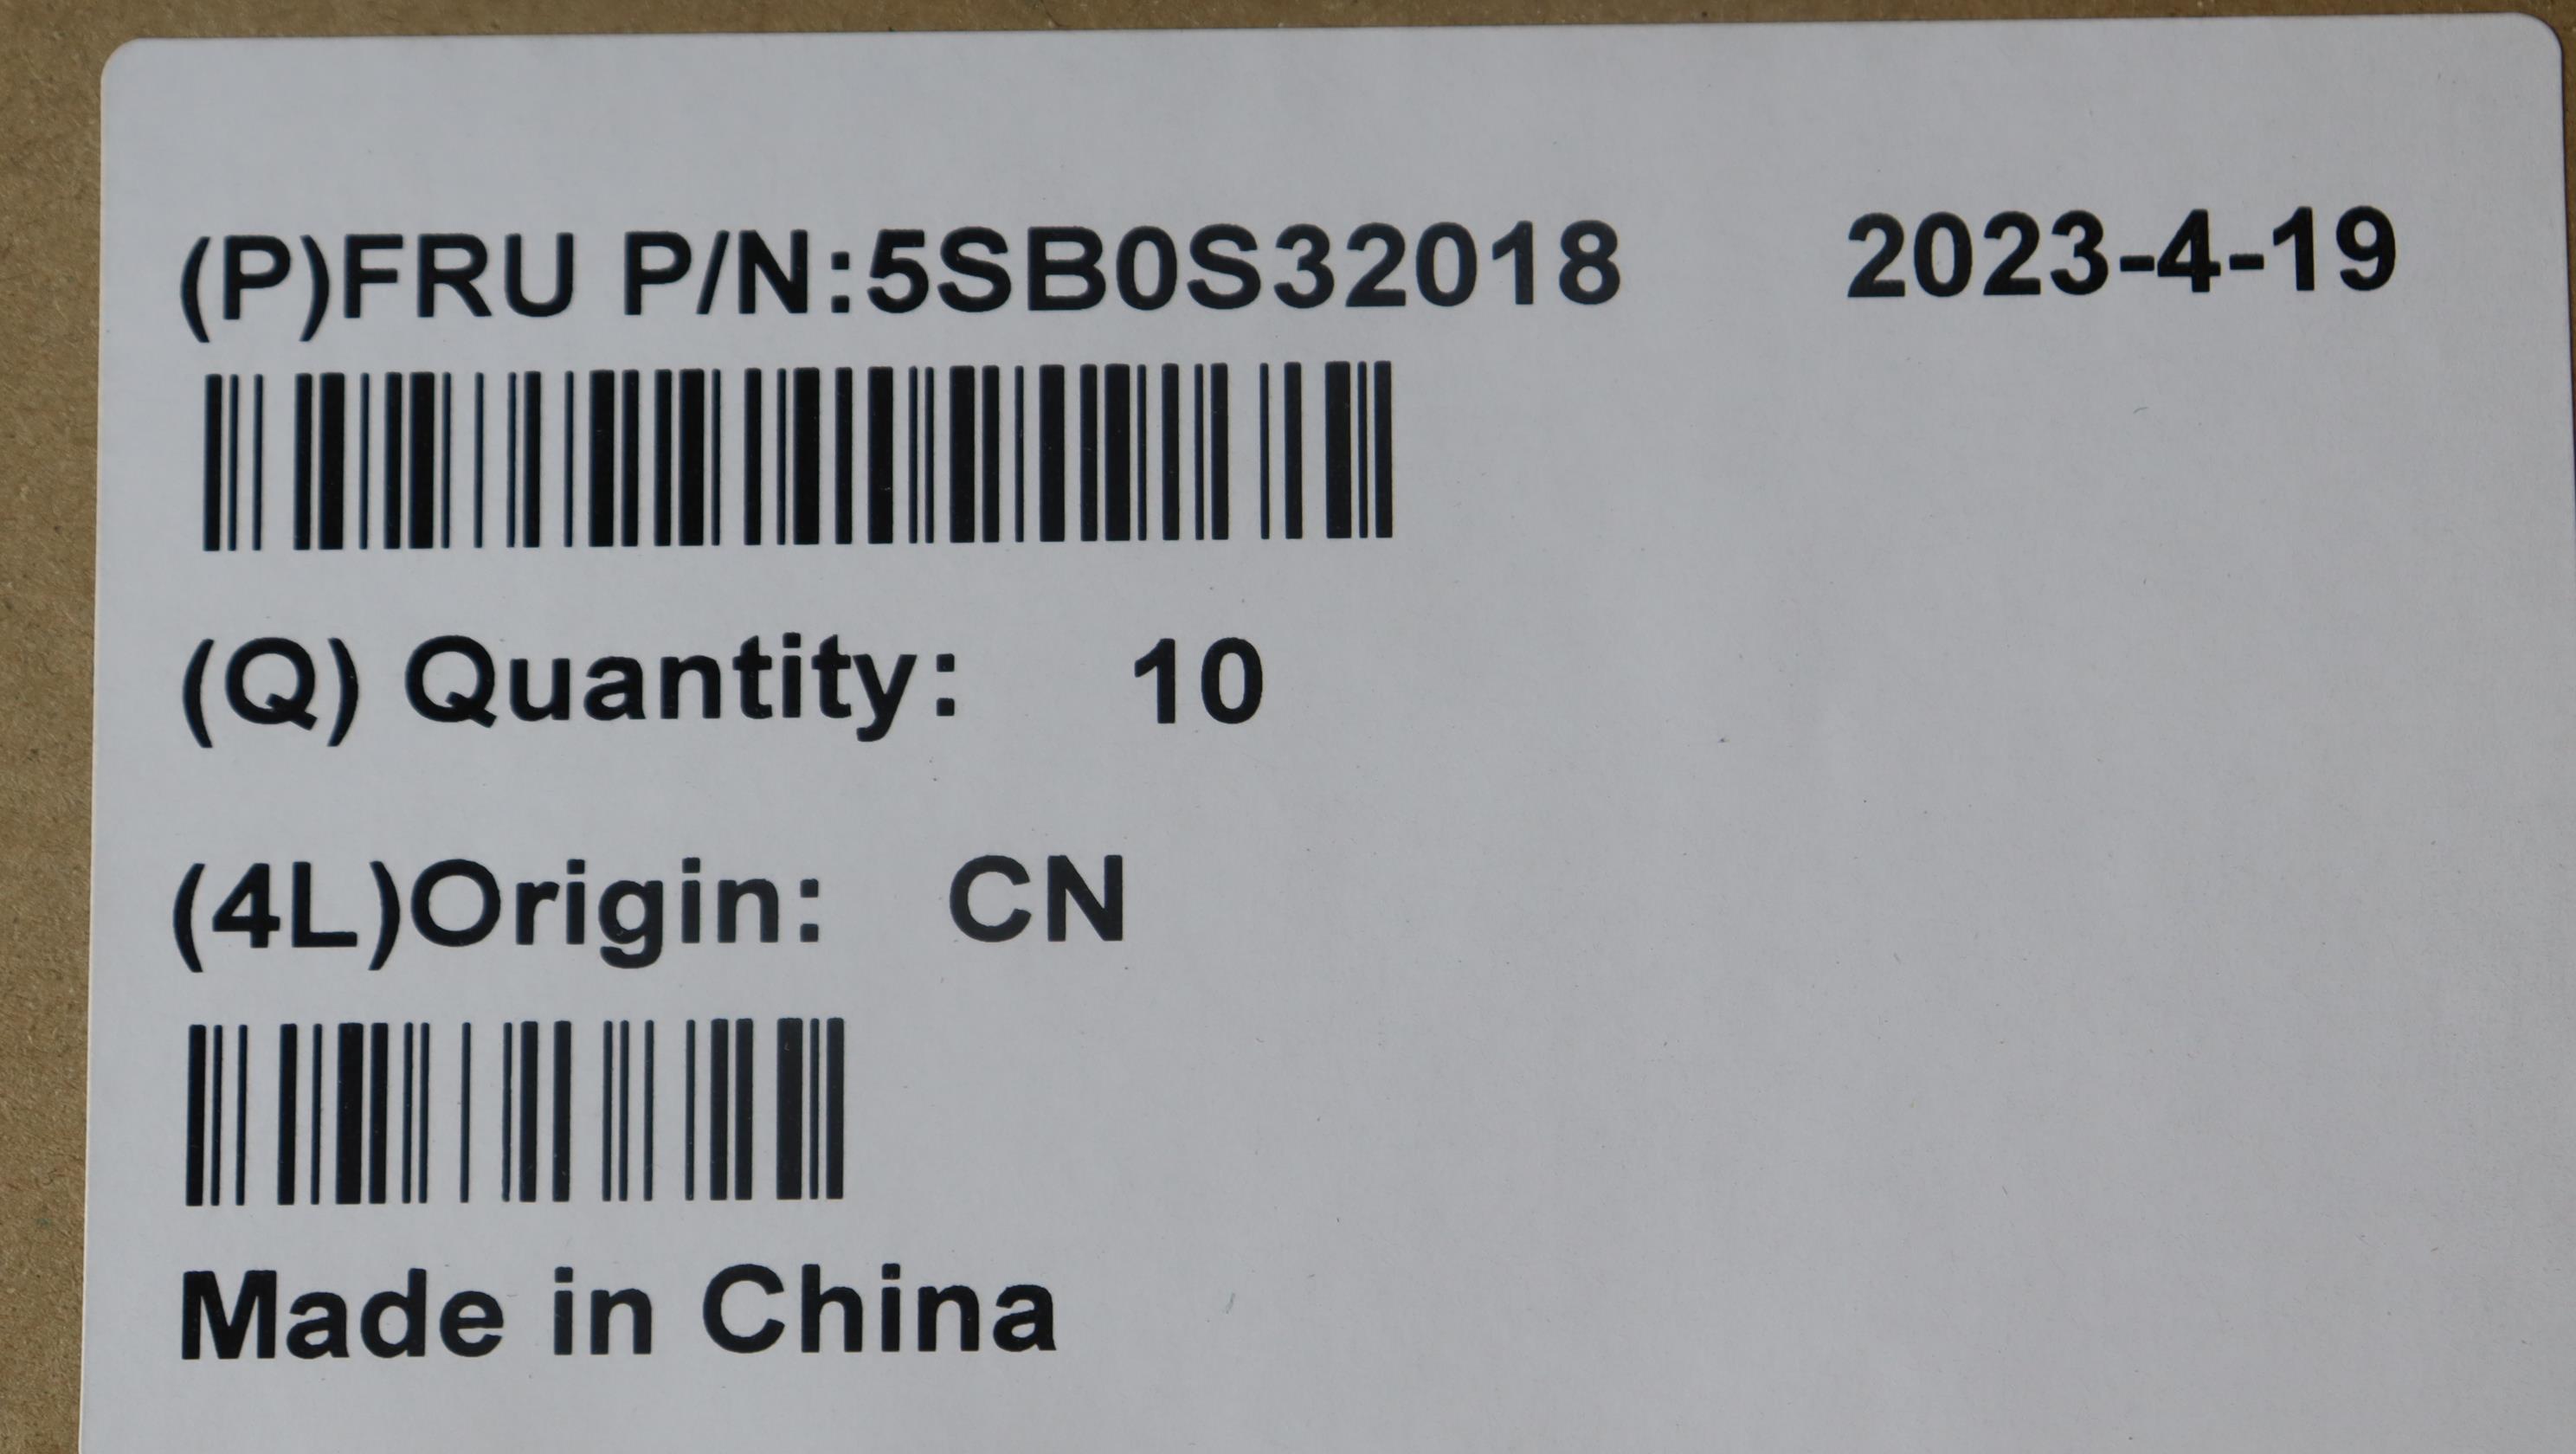 (P)FRU P/N:5SB0S32018 2023-4-19
(Q) Quantity: 10
(4L)Origin: CN
Made in China